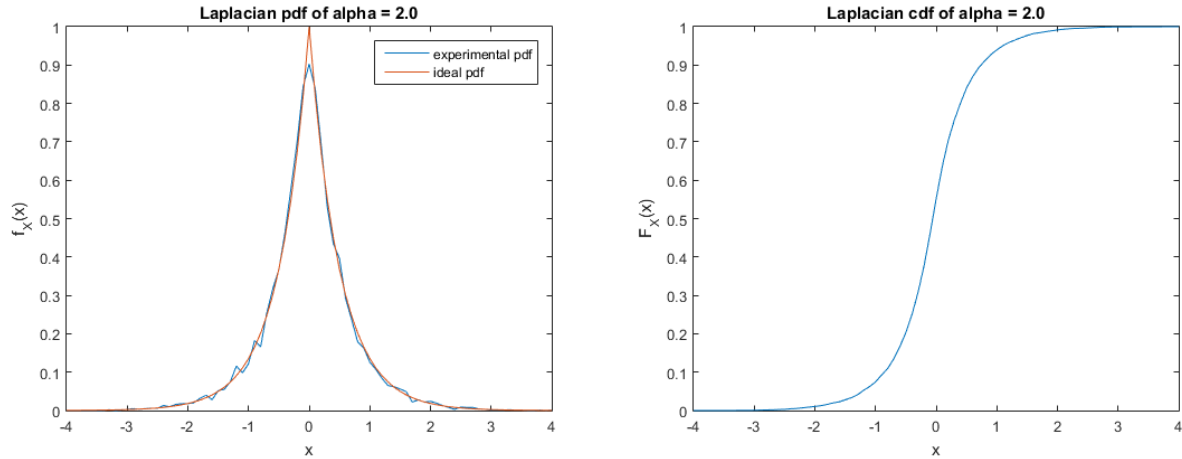 Laplacian pdf of alpha = 2.0
1
0.9
0.8
0.7
0.6
0.5
0.4
0.3
0.2
0.1
0
f_X(x)
experimental pdf
ideal pdf
-4 -3 -2 -1 0 1 2 3 4
x
Laplacian cdf of alpha = 2.0
1
0.9
0.8
0.7
0.6
0.5
0.4
0.3
0.2
0.1
0
F_X(x)
-4 -3 -2 -1 0 1 2 3 4
x